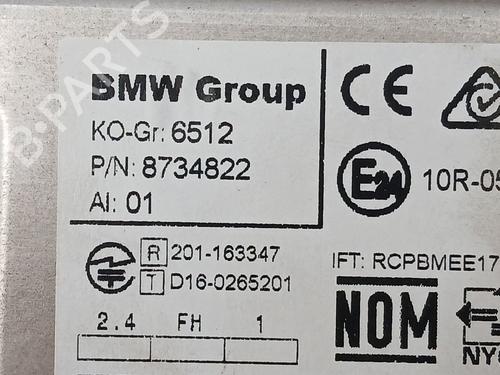 BMW Group
KO-Gr: 6512
P/N: 8734822
AI: 01
CE
E24
10R-05
R 201-163347
T D16-0265201
IFT: RCPBMEE17
2.4 FH 1
NOM
NYC
B-PARTS